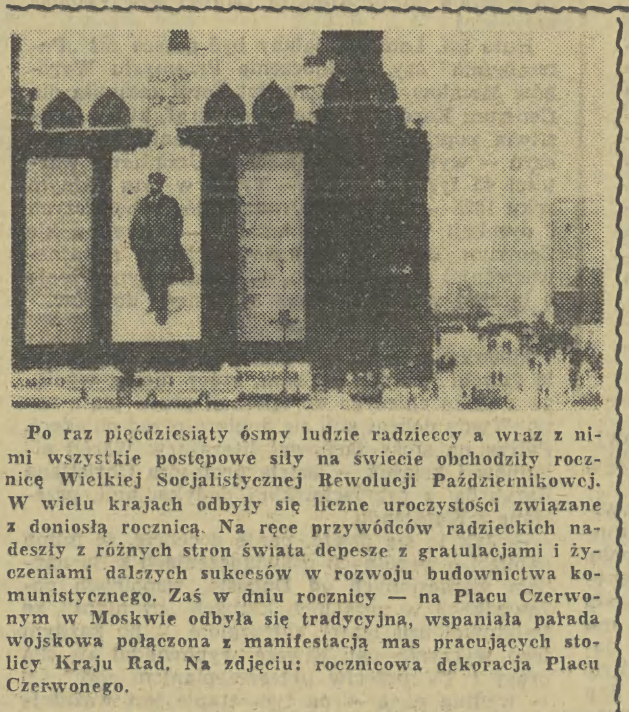 Po raz pięćdziesiąty ósmy ludzie radzieccy a wraz z ni-
mi wszystkie postępowe siły na świecie obchodziły rocz-
nicę Wielkiej Socjalistycznej Rewolucji Październikowej.
W wielu krajach odbyły się liczne uroczystości związane
z doniosłą rocznicą. Na ręce przywódców radzieckich na-
deszły z różnych stron świata depesze z gratulacjami i ży-
czeniami dalszych sukcesów w rozwoju budownictwa ko-
munistycznego. Zaś w dniu rocznicy — na Placu Czerwo-
nym w Moskwie odbyła się tradycyjna, wspaniała parada
wojskowa połączona z manifestacją mas pracujących sto-
licy Kraju Rad. Na zdjęciu: rocznicowa dekoracja Placu
Czerwonego.